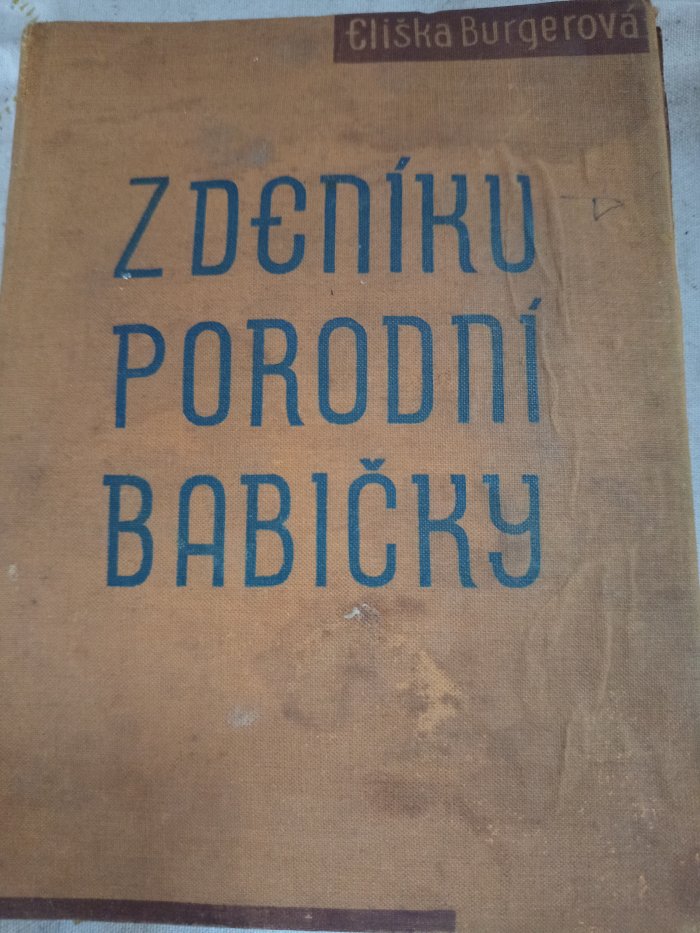 Eliška Burgerová
Z DENÍKU
PORODNÍ
BABIČKY